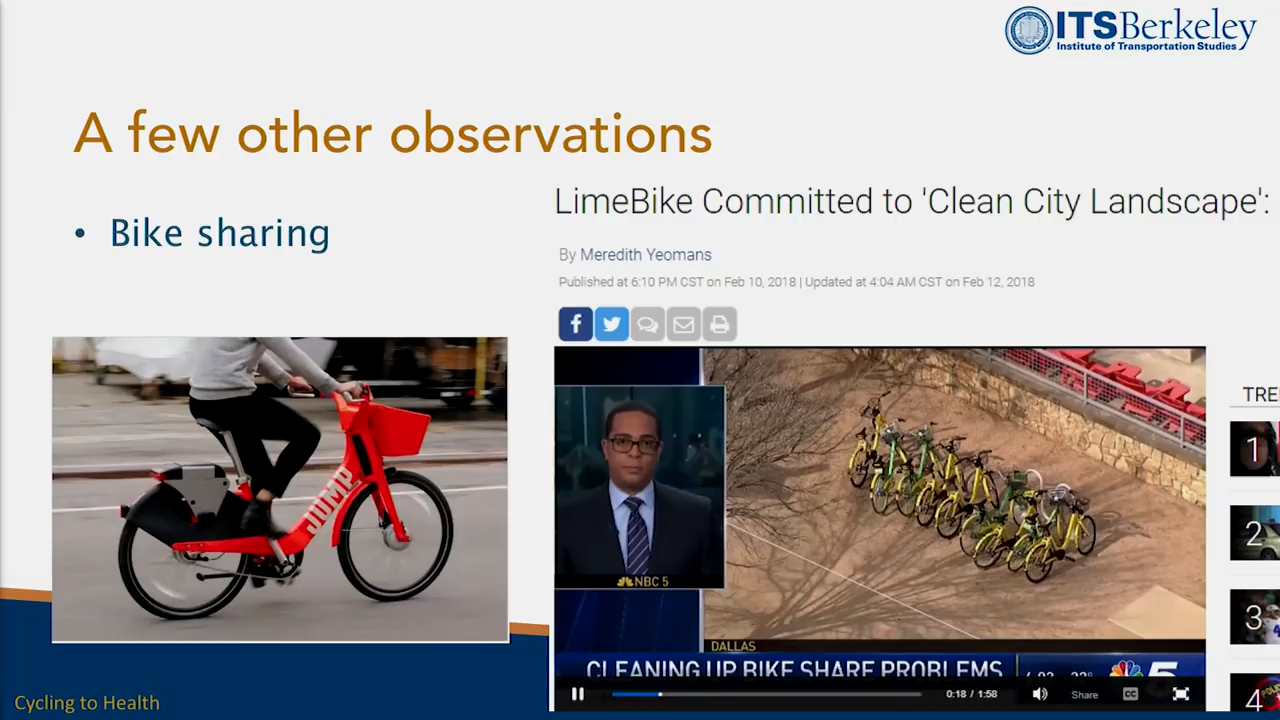 ITSBerkeley
Institute of Transportation Studies
A few other observations
• Bike sharing
JUMP
Cycling to Health
LimeBike Committed to 'Clean City Landscape':
By Meredith Yeomans
Published at 6:10 PM CST on Feb 10, 2018 | Updated at 4:04 AM CST on Feb 12, 2018
NBC 5
DALLAS
CLEANING UP BIKE SHARE PROBLEMS
5
0:18 / 1:58
Share
CC
TRE
1
2
3
4